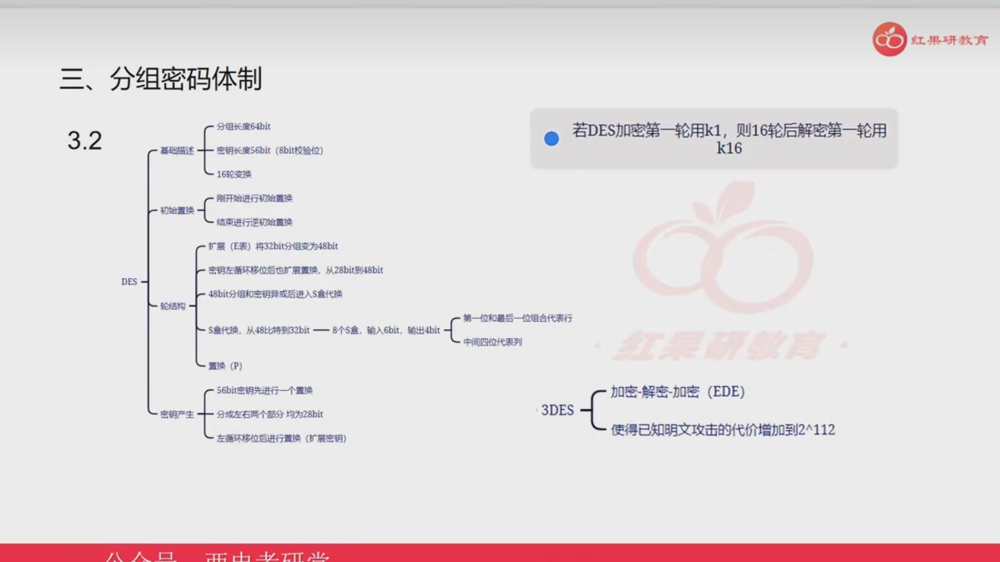 红果研教育
三、分组密码体制
3.2
若DES加密第一轮用k1，则16轮后解密第一轮用
k16
DES
基础描述
分组长度64bit
密钥长度56bit（8bit校验位）
16轮变换
初始置换
刚开始进行初始置换
结束进行逆初始置换
轮结构
扩展（E表）将32bit分组变为48bit
密钥左循环移位后也扩展置换，从28bit到48bit
48bit分组和密钥异或后进入S盒代换
S盒代换，从48比特到32bit
8个S盒，输入6bit，输出4bit
第一位和最后一位组合代表行
中间四位代表列
置换（P）
密钥产生
56bit密钥先进行一个置换
分成左右两个部分 均为28bit
左循环移位后进行置换（扩展密钥）
·红果研教育·
3DES
加密-解密-加密（EDE）
使得已知明文攻击的代价增加到2^112